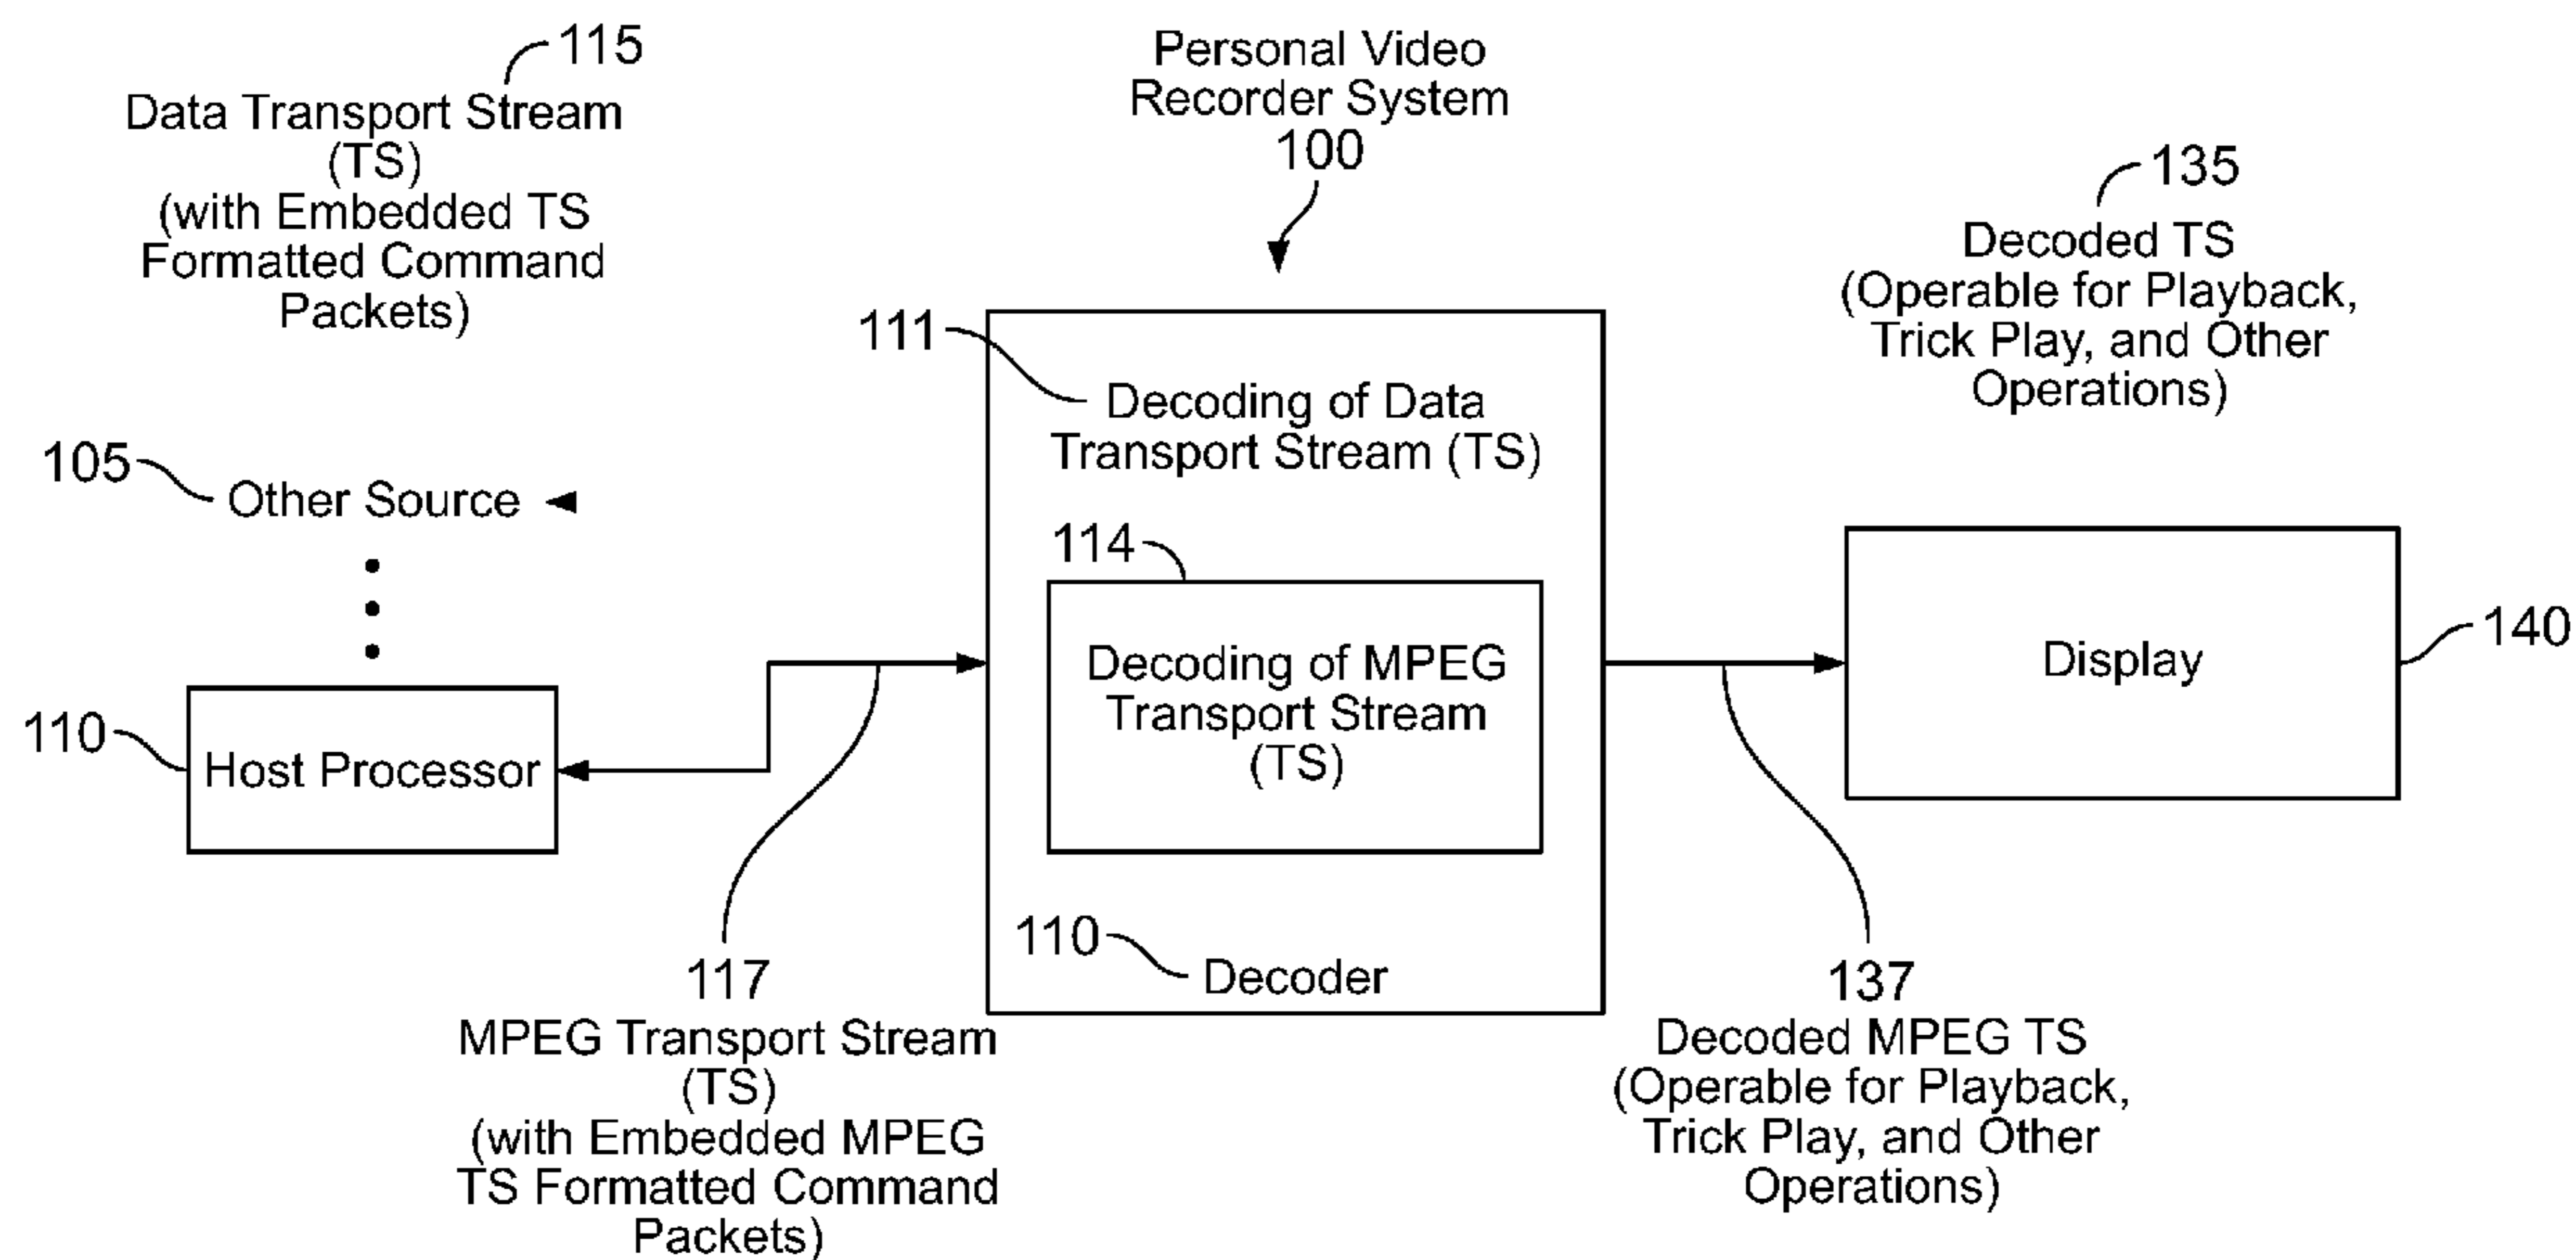 115
Data Transport Stream
(TS)
(with Embedded TS
Formatted Command
Packets)
Personal Video
Recorder System
100
135
Decoded TS
(Operable for Playback,
Trick Play, and Other
Operations)
111
Decoding of Data
Transport Stream (TS)
105
Other Source
114
Decoding of MPEG
Transport Stream
(TS)
110
Host Processor
Display
140
110
Decoder
117
MPEG Transport Stream
(TS)
(with Embedded MPEG
TS Formatted Command
Packets)
137
Decoded MPEG TS
(Operable for Playback,
Trick Play, and Other
Operations)